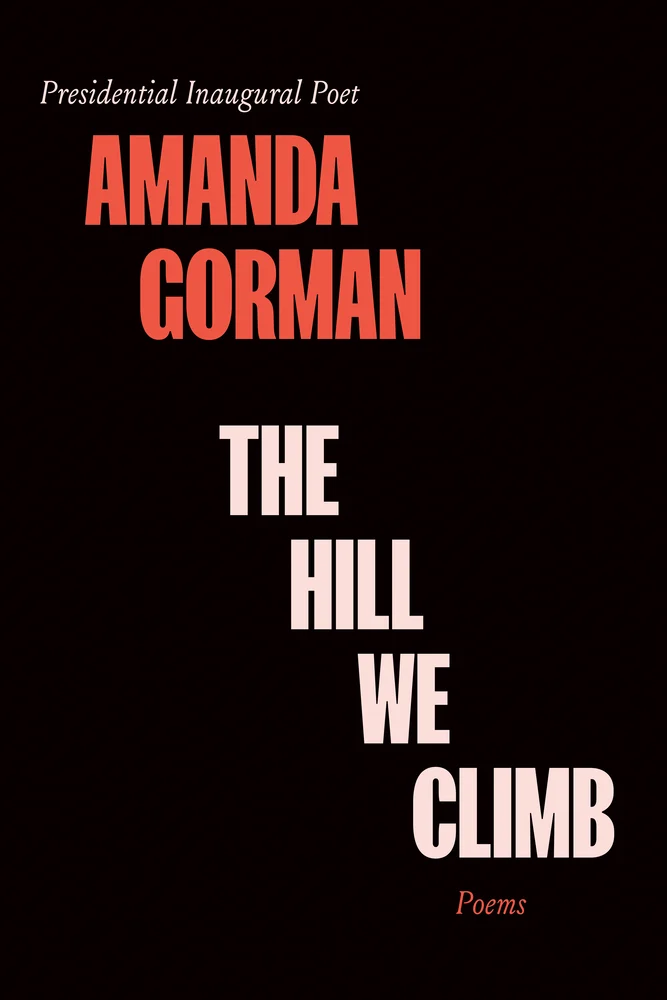 Presidential Inaugural Poet
AMANDA
GORMAN
THE
HILL
WE
CLIMB
Poems